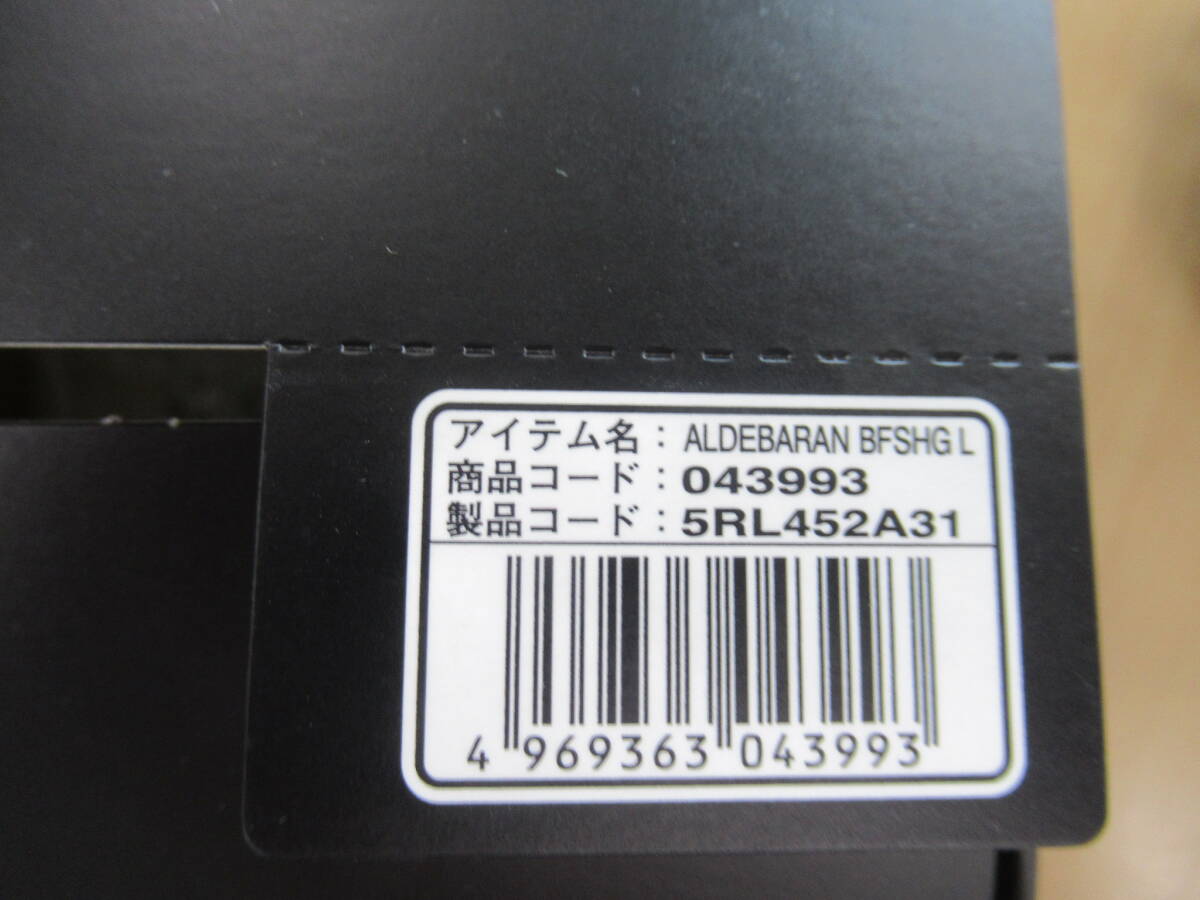 アイテム名：ALDEBARAN BFSHG L
商品コード：043993
製品コード：5RL452A31
4 969363 043993